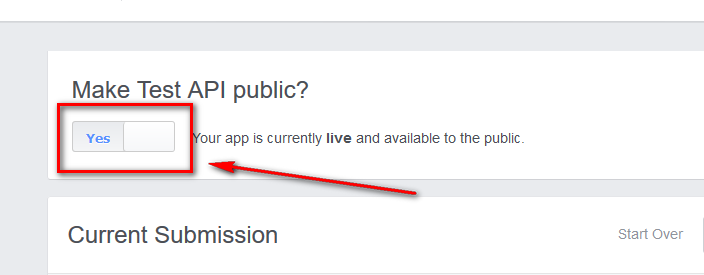 Make Test API public?
Yes
Your app is currently live and available to the public.
Current Submission
Start Over